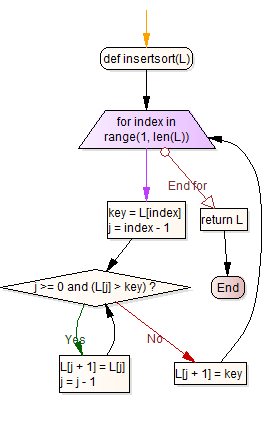 def insertsort(L)
for index in
range(1, len(L))
End for
key = L[index]
j = index - 1
return L
End
j >= 0 and (L[j] > key) ?
Yes
No
L[j + 1] = L[j]
j = j - 1
L[j + 1] = key